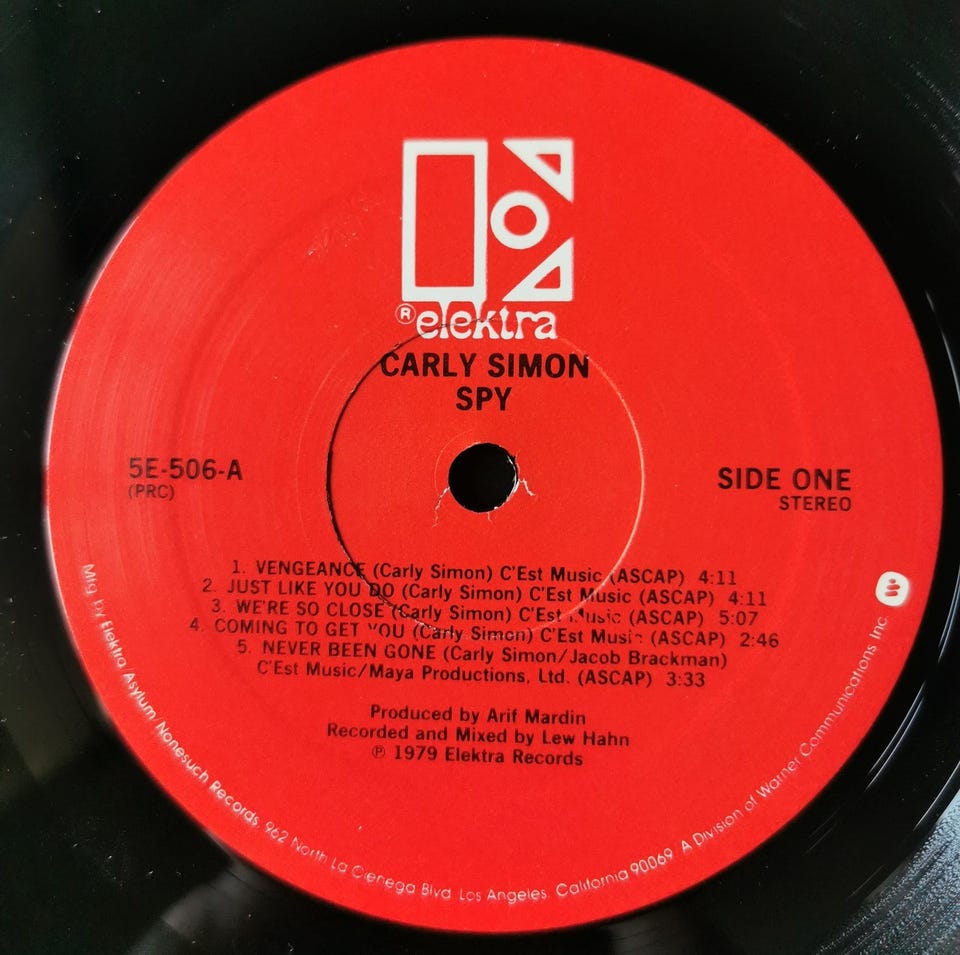 ® elektra
CARLY SIMON
SPY
5E-506-A
(PRC)
SIDE ONE
STEREO
1. VENGEANCE (Carly Simon) C'Est Music (ASCAP) 4:11
2. JUST LIKE YOU DO (Carly Simon) C'Est Music (ASCAP) 4:11
3. WE'RE SO CLOSE (Carly Simon) C'Est Music (ASCAP) 5:07
4. COMING TO GET YOU (Carly Simon) C'Est Music (ASCAP) 2:46
5. NEVER BEEN GONE (Carly Simon/Jacob Brackman)
C'Est Music/Maya Productions, Ltd. (ASCAP) 3:33
Produced by Arif Mardin
Recorded and Mixed by Lew Hahn
℗ 1979 Elektra Records
Mfg. by Elektra/Asylum/Nonesuch Records, 962 North La Cienega Blvd. Los Angeles, California 90069. A Division of Warner Communications Inc.